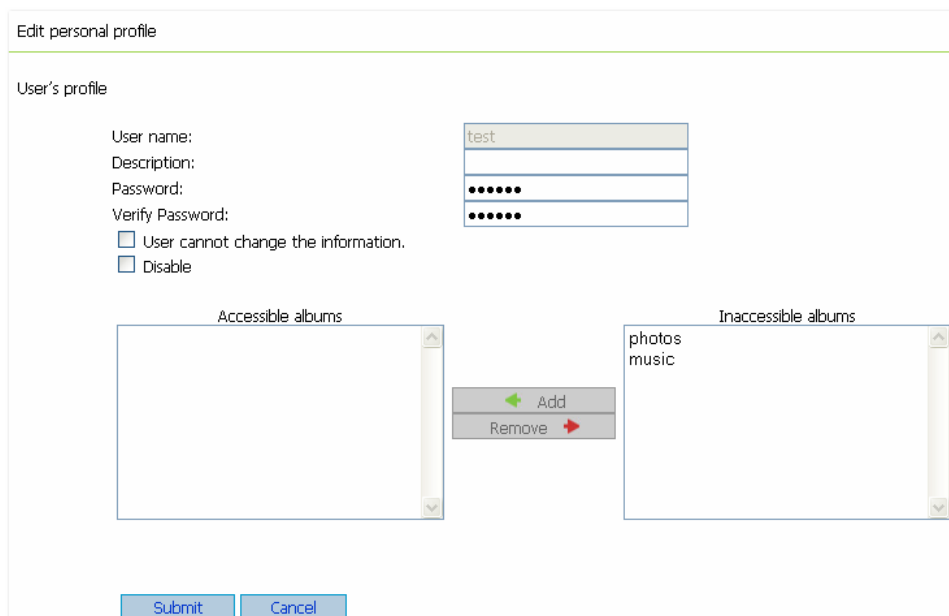 Edit personal profile
User's profile
User name: test
Description:
Password: ••••••
Verify Password: ••••••
User cannot change the information.
Disable
Accessible albums
Inaccessible albums
photos
music
Add
Remove
Submit
Cancel